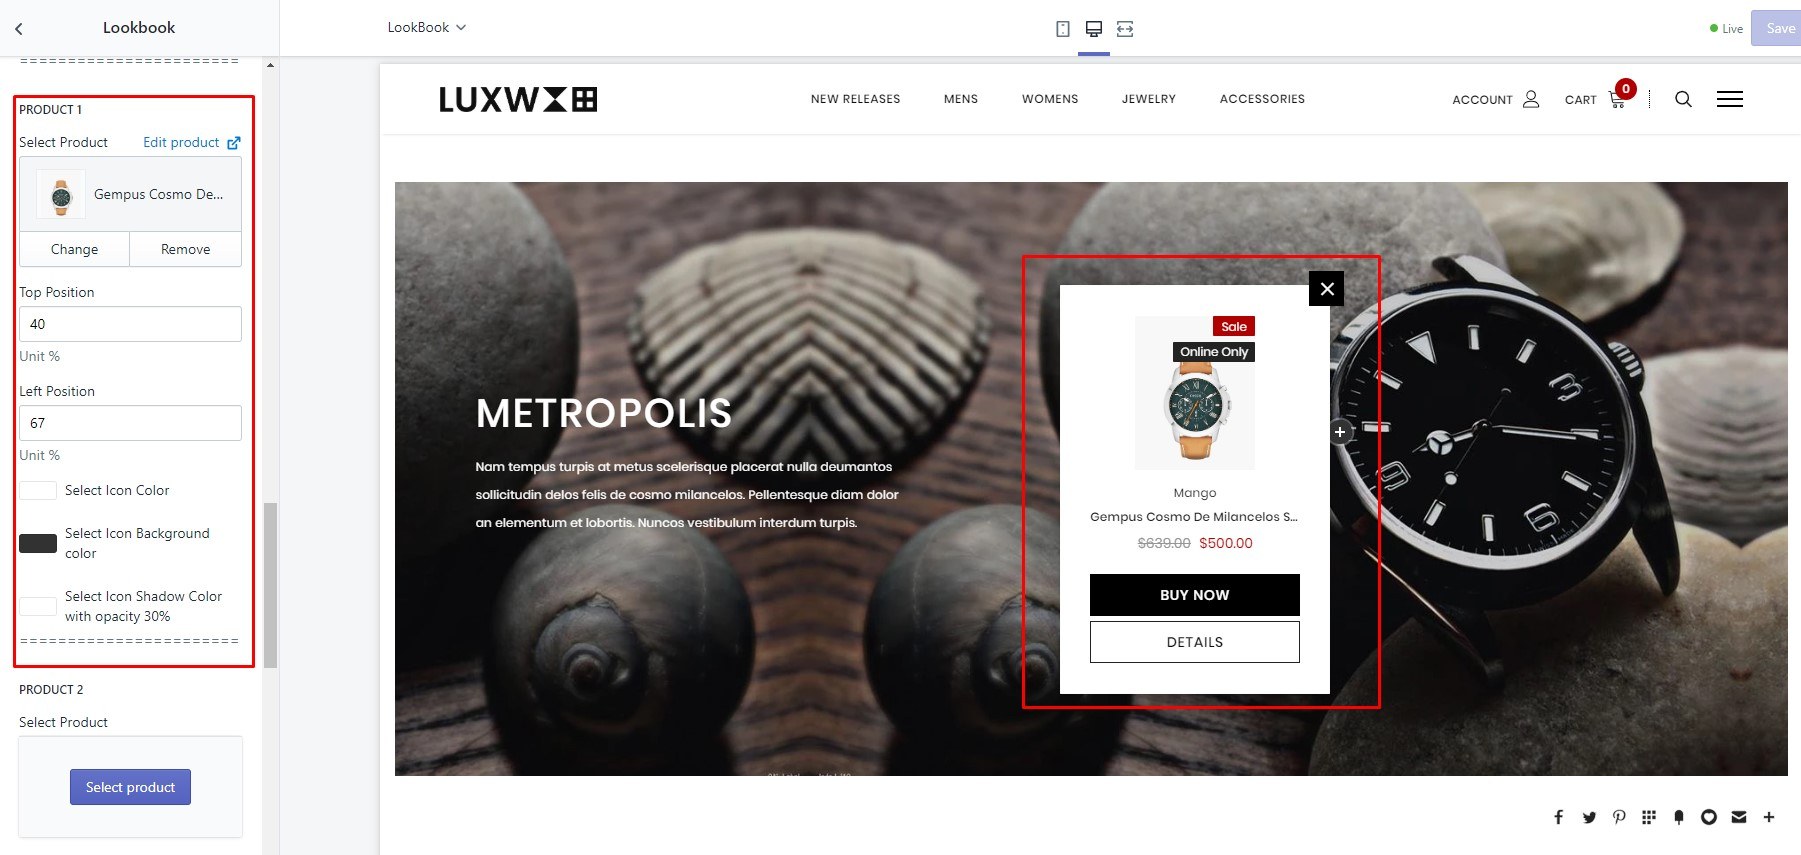 Lookbook
LookBook
Live
Save
=======================
PRODUCT 1
Select Product
Edit product
Gempus Cosmo De...
Change
Remove
Top Position
40
Unit %
Left Position
67
Unit %
Select Icon Color
Select Icon Background
color
Select Icon Shadow Color
with opacity 30%
=======================
PRODUCT 2
Select Product
Select product
LUXW
NEW RELEASES
MENS
WOMENS
JEWELRY
ACCESSORIES
ACCOUNT
CART
0
METROPOLIS
Nam tempus turpis at metus scelerisque placerat nulla deumantos
sollicitudin delos felis de cosmo milancelos. Pellentesque diam dolor
an elementum et lobortis. Nuncos vestibulum interdum turpis.
Sale
Online Only
Mango
Gempus Cosmo De Milancelos S...
$639.00 $500.00
BUY NOW
DETAILS
3
6
9